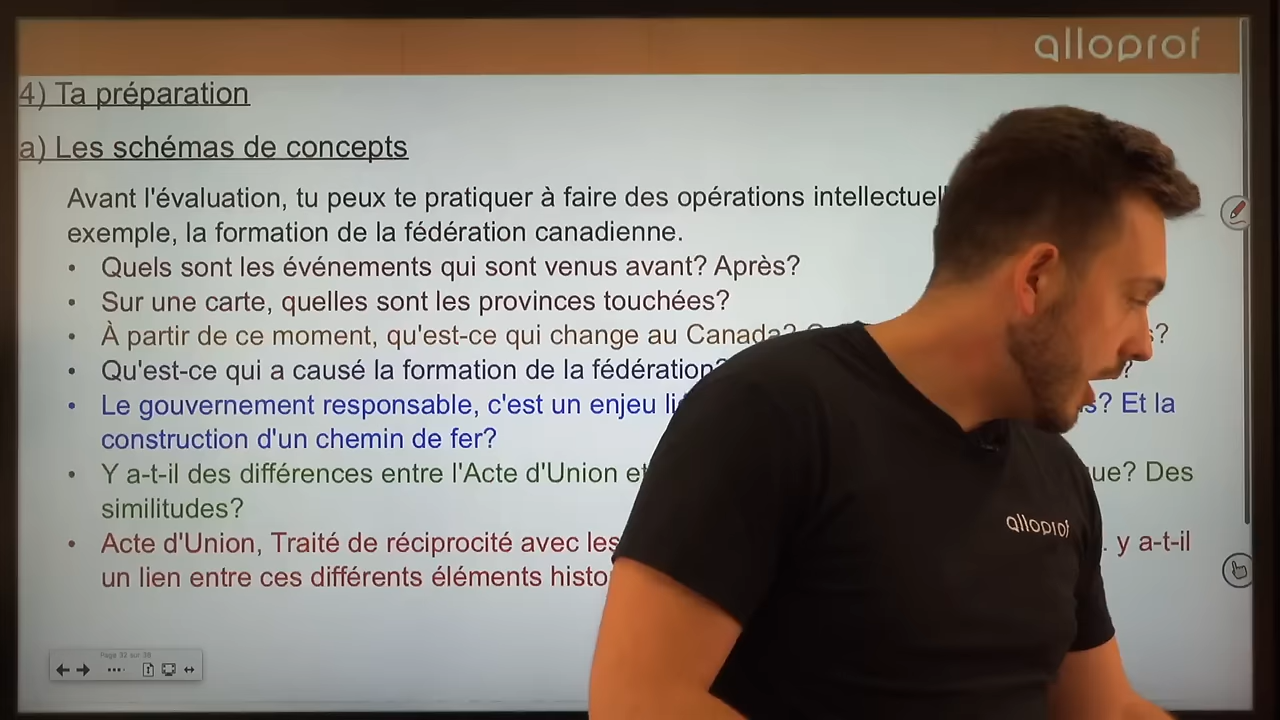 alloprof
4) Ta préparation
a) Les schémas de concepts
Avant l'évaluation, tu peux te pratiquer à faire des opérations
exemple, la formation de la fédération canadienne.
• Quels sont les événements qui sont venus avant? Après?
• Sur une carte, quelles sont les provinces touchées?
• À partir de ce moment, qu'est-ce qui change au Canada? ?
• Qu'est-ce qui a causé la formation de la fédération? ?
• Le gouvernement responsable, c'est un enjeu ? Et la
construction d'un chemin de fer?
• Y a-t-il des différences entre l'Acte d'Union ? Des
similitudes?
• Acte d'Union, Traité de réciprocité avec les . y a-t-il
un lien entre ces différents éléments
alloprof
Page 33 sur 38